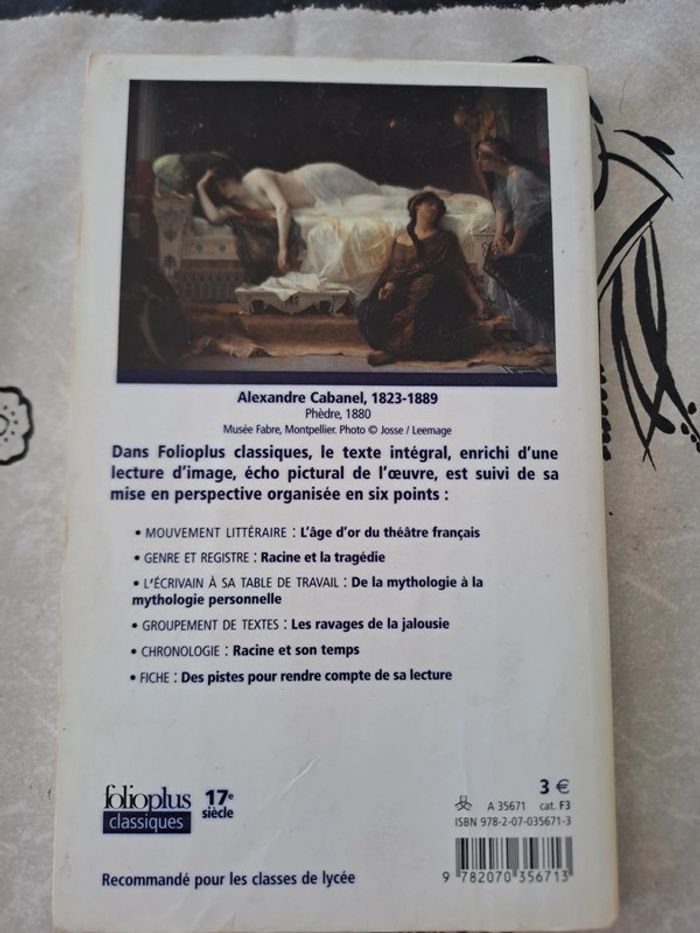 Alexandre Cabanel, 1823-1889
Phèdre, 1880
Musée Fabre, Montpellier. Photo © Josse / Leemage
Dans Folioplus classiques, le texte intégral, enrichi d'une
lecture d'image, écho pictural de l'œuvre, est suivi de sa
mise en perspective organisée en six points :
• MOUVEMENT LITTÉRAIRE : L'âge d'or du théâtre français
• GENRE ET REGISTRE : Racine et la tragédie
• L'ÉCRIVAIN À SA TABLE DE TRAVAIL : De la mythologie à la
mythologie personnelle
• GROUPEMENT DE TEXTES : Les ravages de la jalousie
• CHRONOLOGIE : Racine et son temps
• FICHE : Des pistes pour rendre compte de sa lecture
folioplus
classiques
17e
siècle
3 €
A 35671 cat. F3
ISBN 978-2-07-035671-3
9 782070 356713
Recommandé pour les classes de lycée